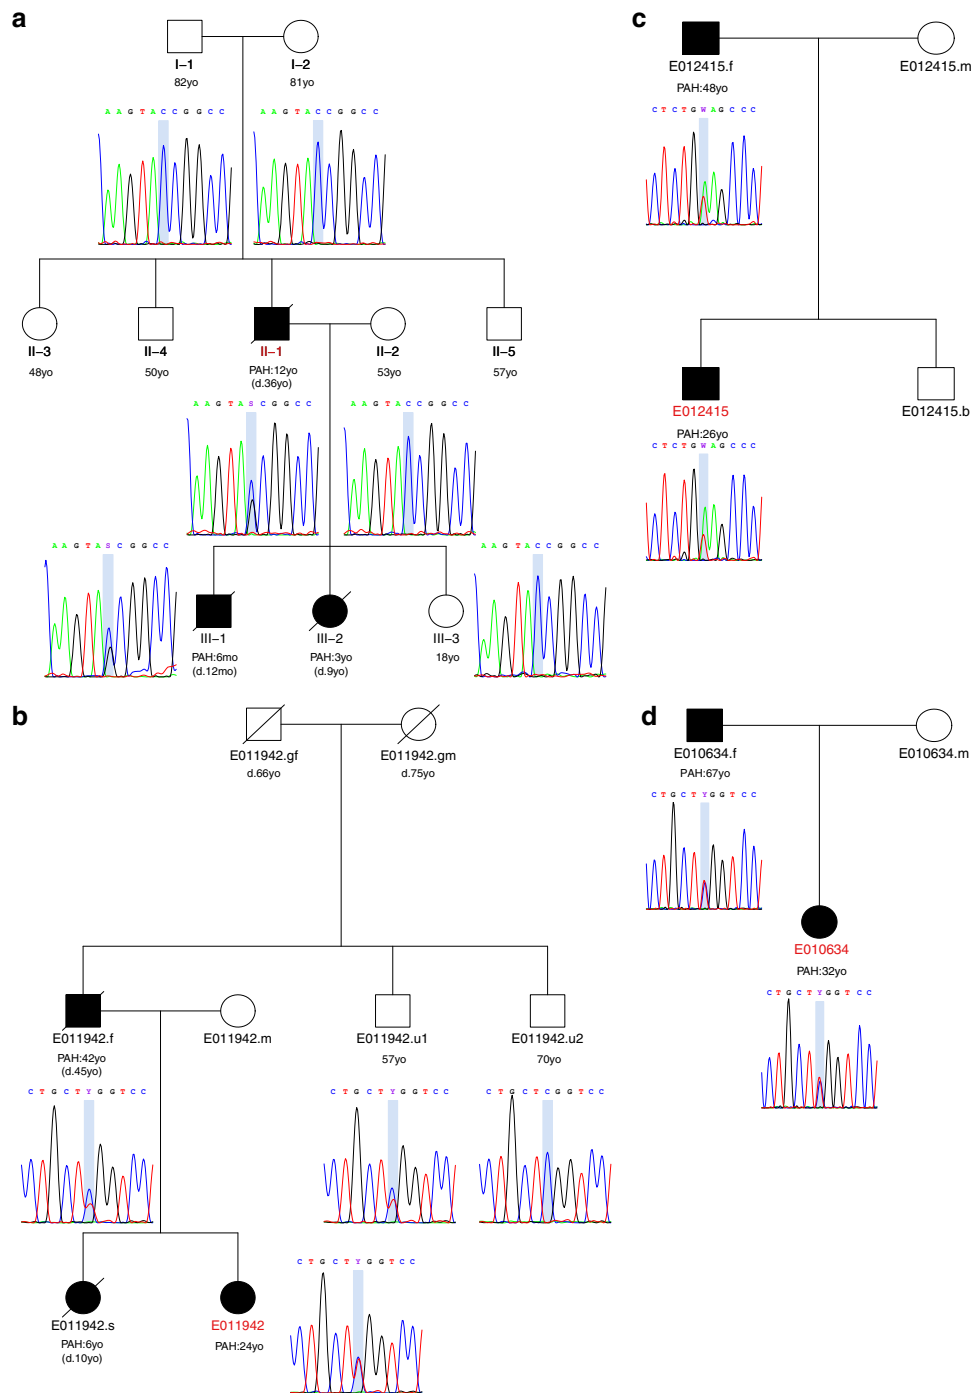 a
I–1
82yo
I–2
81yo
A A G T A C C G G C C
A A G T A C C G G C C
II–3
48yo
II–4
50yo
II–1
PAH:12yo
(d.36yo)
II–2
53yo
II–5
57yo
A A G T A S C G G C C
A A G T A C C G G C C
A A G T A S C G G C C
III–1
PAH:6mo
(d.12mo)
III–2
PAH:3yo
(d.9yo)
III–3
18yo
A A G T A C C G G C C
b
E011942.gf
d.66yo
E011942.gm
d.75yo
E011942.f
PAH:42yo
(d.45yo)
E011942.m
E011942.u1
57yo
E011942.u2
70yo
C T G C T Y G G T C C
C T G C T Y G G T C C
C T G C T C G G T C C
E011942.s
PAH:6yo
(d.10yo)
E011942
PAH:24yo
C T G C T Y G G T C C
c
E012415.f
PAH:48yo
E012415.m
C T C T G W A G C C C
E012415
PAH:26yo
E012415.b
C T C T G W A G C C C
d
E010634.f
PAH:67yo
E010634.m
C T G C T Y G G T C C
E010634
PAH:32yo
C T G C T Y G G T C C